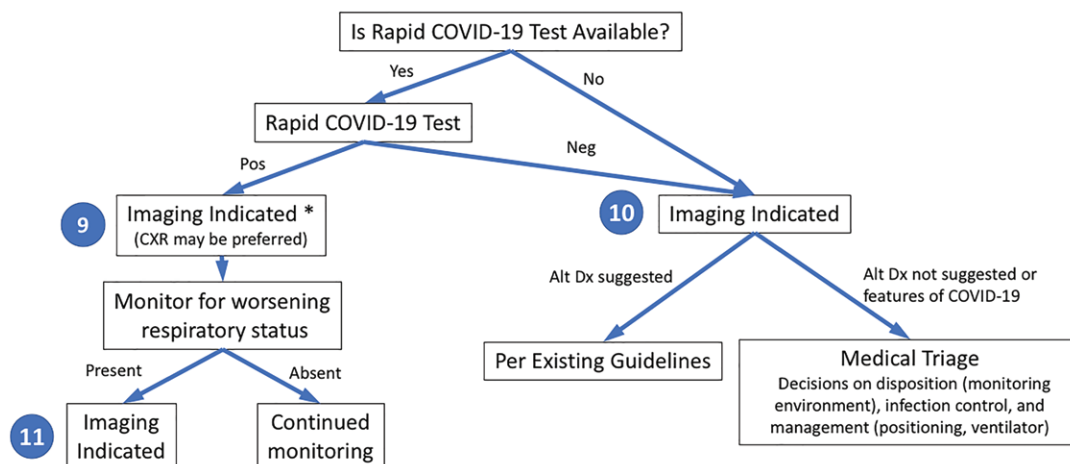 Is Rapid COVID-19 Test Available?
Yes
No
Rapid COVID-19 Test
Pos
Neg
9
Imaging Indicated *
(CXR may be preferred)
10
Imaging Indicated
Monitor for worsening
respiratory status
Alt Dx suggested
Alt Dx not suggested or
features of COVID-19
Present
Absent
Per Existing Guidelines
Medical Triage
Decisions on disposition (monitoring
environment), infection control, and
management (positioning, ventilator)
11
Imaging
Indicated
Continued
monitoring